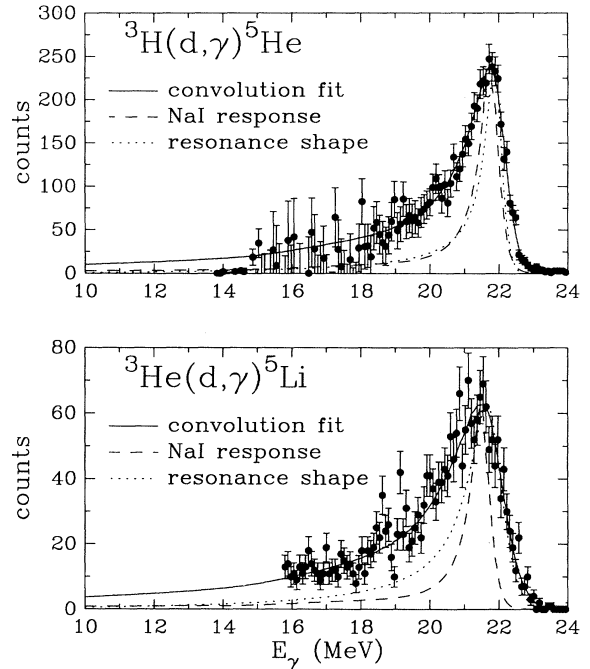 300
250
200
150
100
50
0
counts
³H(d,γ)⁵He
convolution fit
NaI response
resonance shape
10 12 14 16 18 20 22 24
80
60
40
20
0
counts
³He(d,γ)⁵Li
convolution fit
NaI response
resonance shape
10 12 14 16 18 20 22 24
E_γ (MeV)